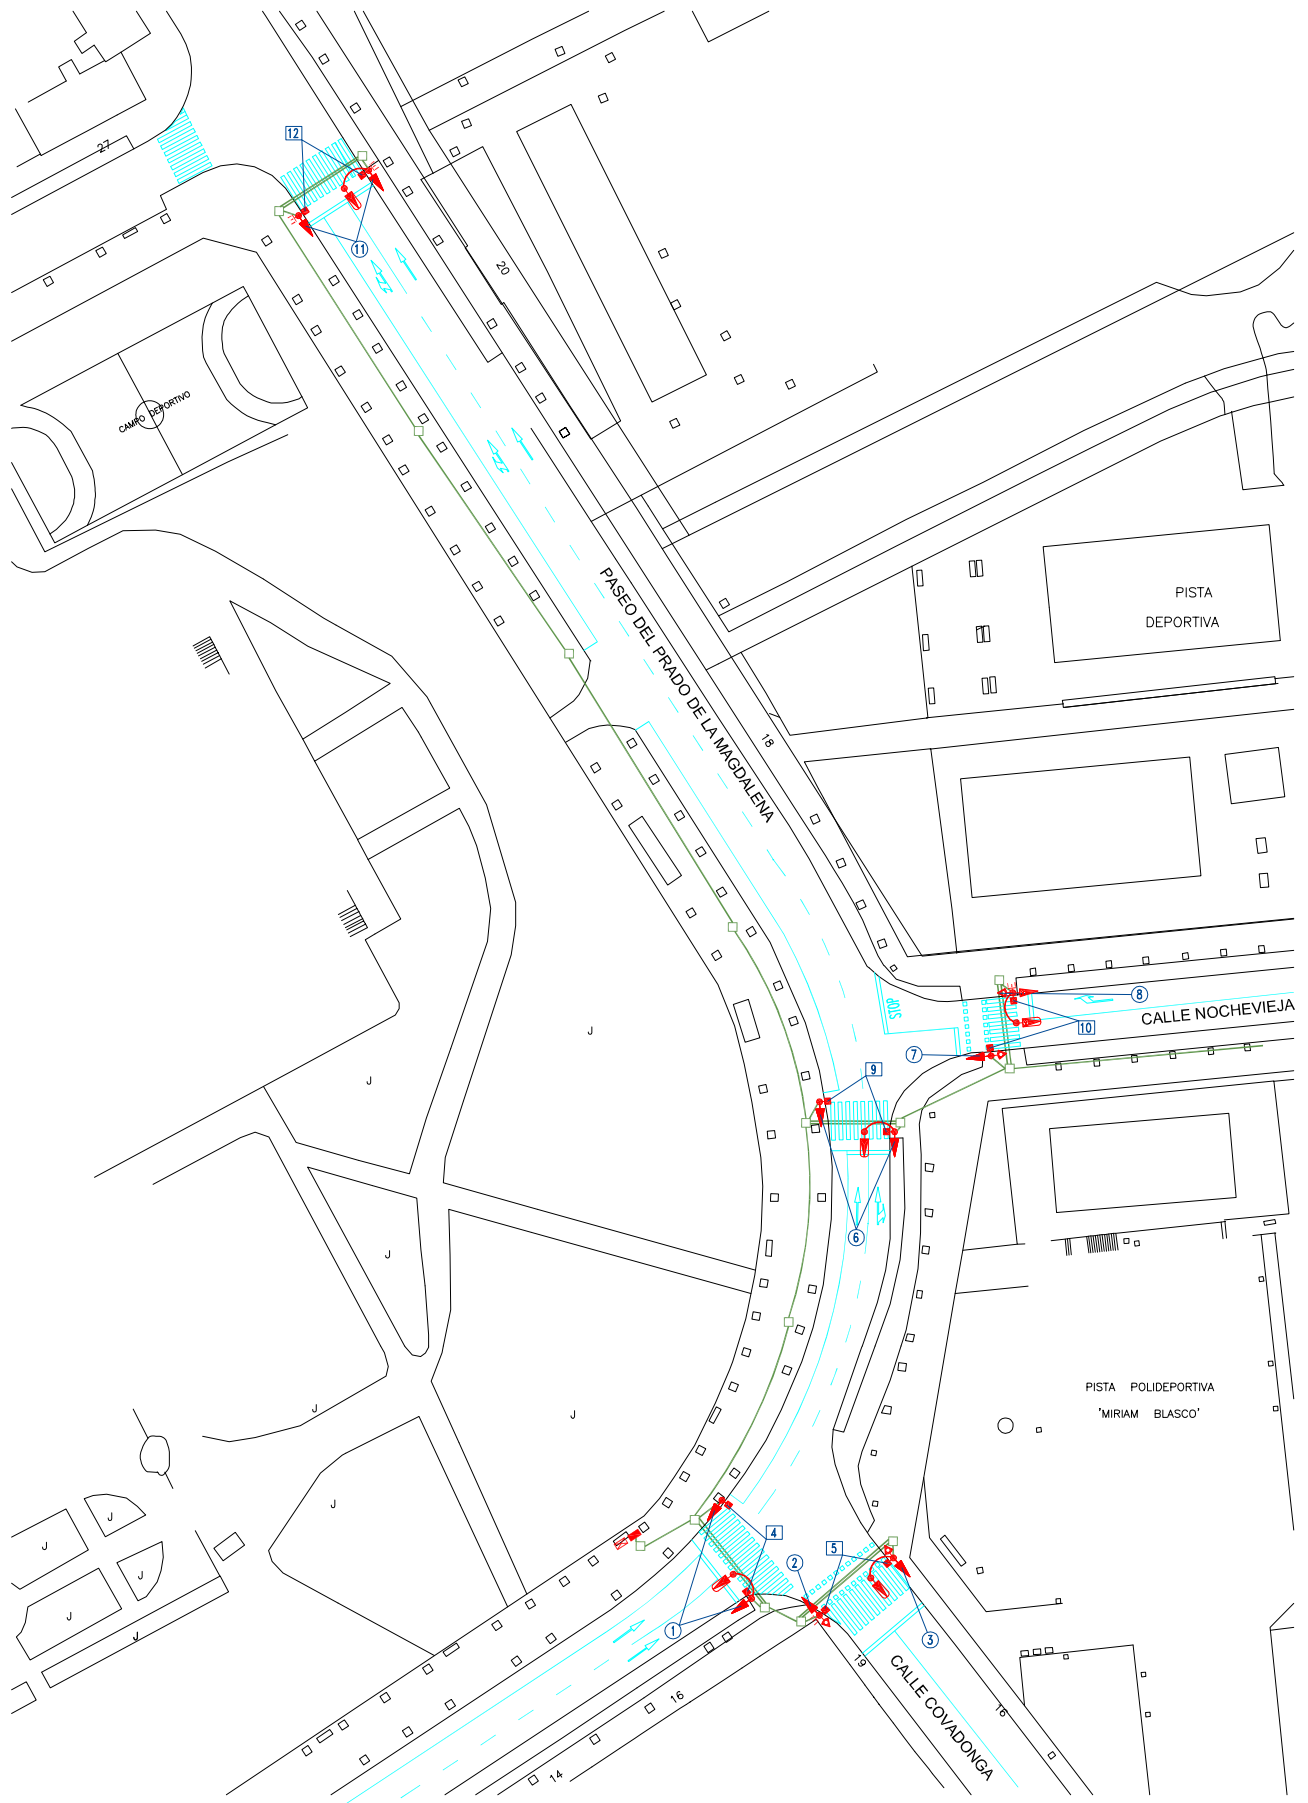 27
12
11
20
CAMPO DEPORTIVO
PISTA
DEPORTIVA
PASEO DEL PRADO DE LA MAGDALENA
18
8
STOP
CALLE NOCHEVIEJA
10
7
J
9
J
6
J
PISTA POLIDEPORTIVA
'MIRIAM BLASCO'
J
J
J
J
4
5
2
J
J
J
1
3
J
19
CALLE COVADONGA
16
16
14